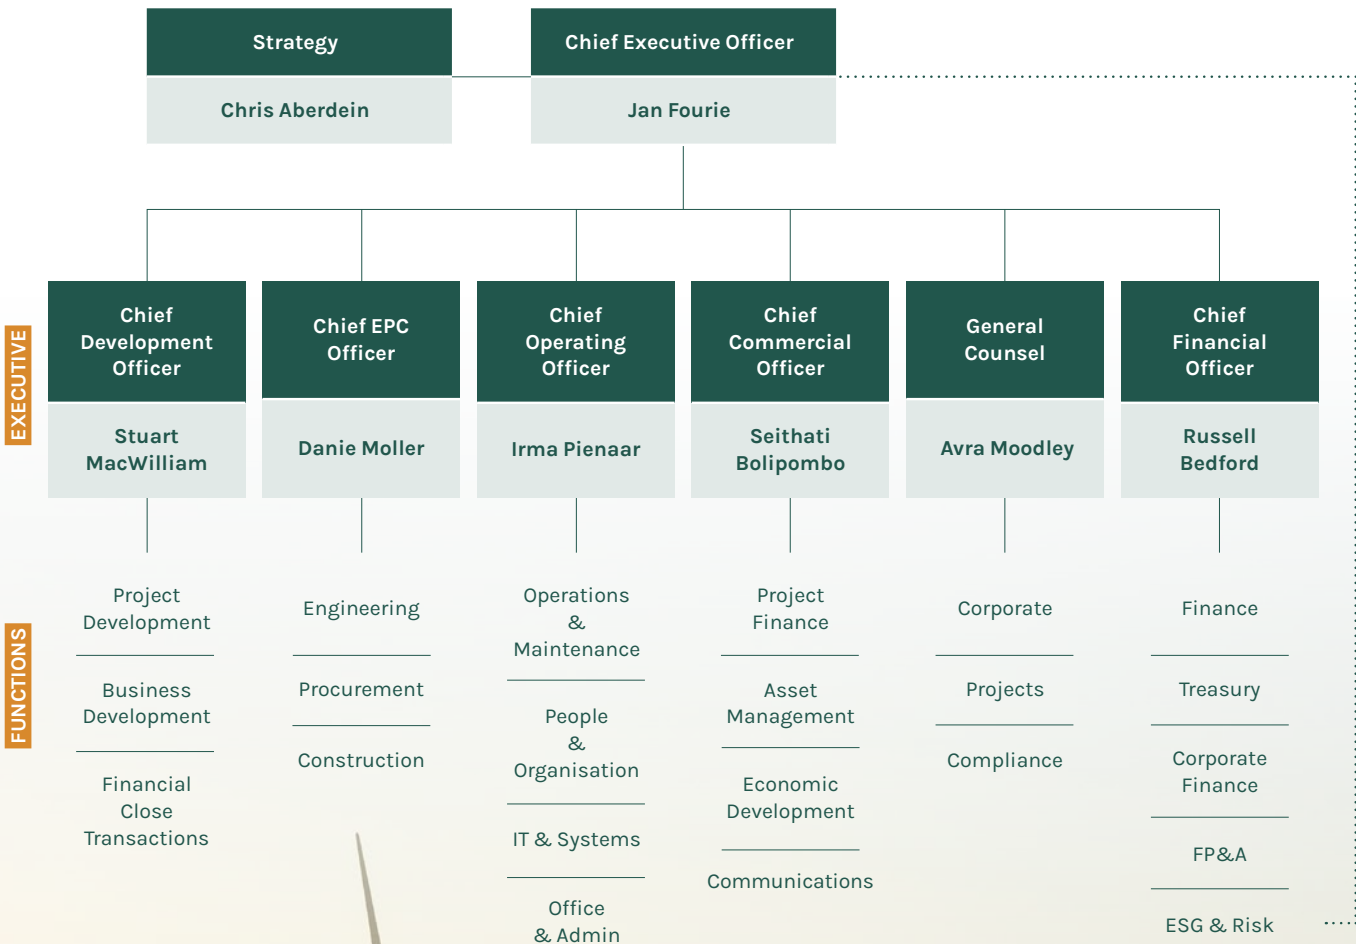 Strategy
Chris Aberdein
Chief Executive Officer
Jan Fourie
EXECUTIVE
Chief
Development
Officer
Stuart
MacWilliam
Chief EPC
Officer
Danie Moller
Chief
Operating
Officer
Irma Pienaar
Chief
Commercial
Officer
Seithati
Bolipombo
General
Counsel
Avra Moodley
Chief
Financial
Officer
Russell
Bedford
FUNCTIONS
Project
Development
Business
Development
Financial
Close
Transactions
Engineering
Procurement
Construction
Operations
&
Maintenance
People
&
Organisation
IT & Systems
Office
& Admin
Project
Finance
Asset
Management
Economic
Development
Communications
Corporate
Projects
Compliance
Finance
Treasury
Corporate
Finance
FP&A
ESG & Risk